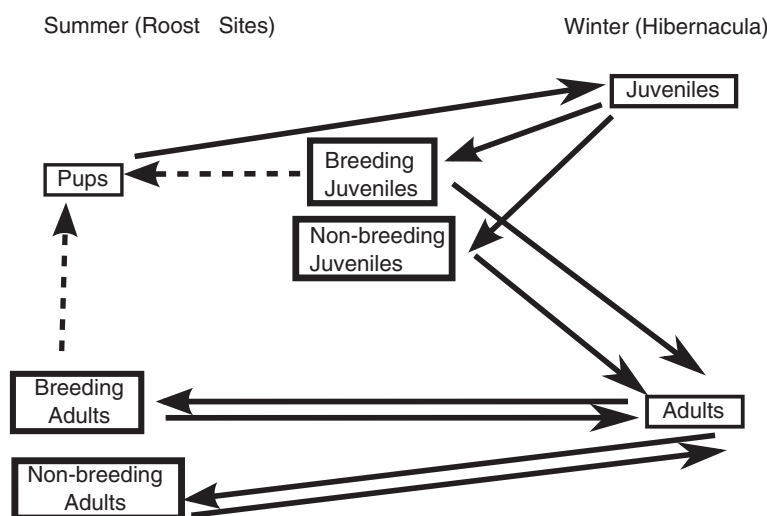 Summer (Roost Sites)
Winter (Hibernacula)
Juveniles
Breeding
Juveniles
Pups
Non-breeding
Juveniles
Breeding
Adults
Adults
Non-breeding
Adults